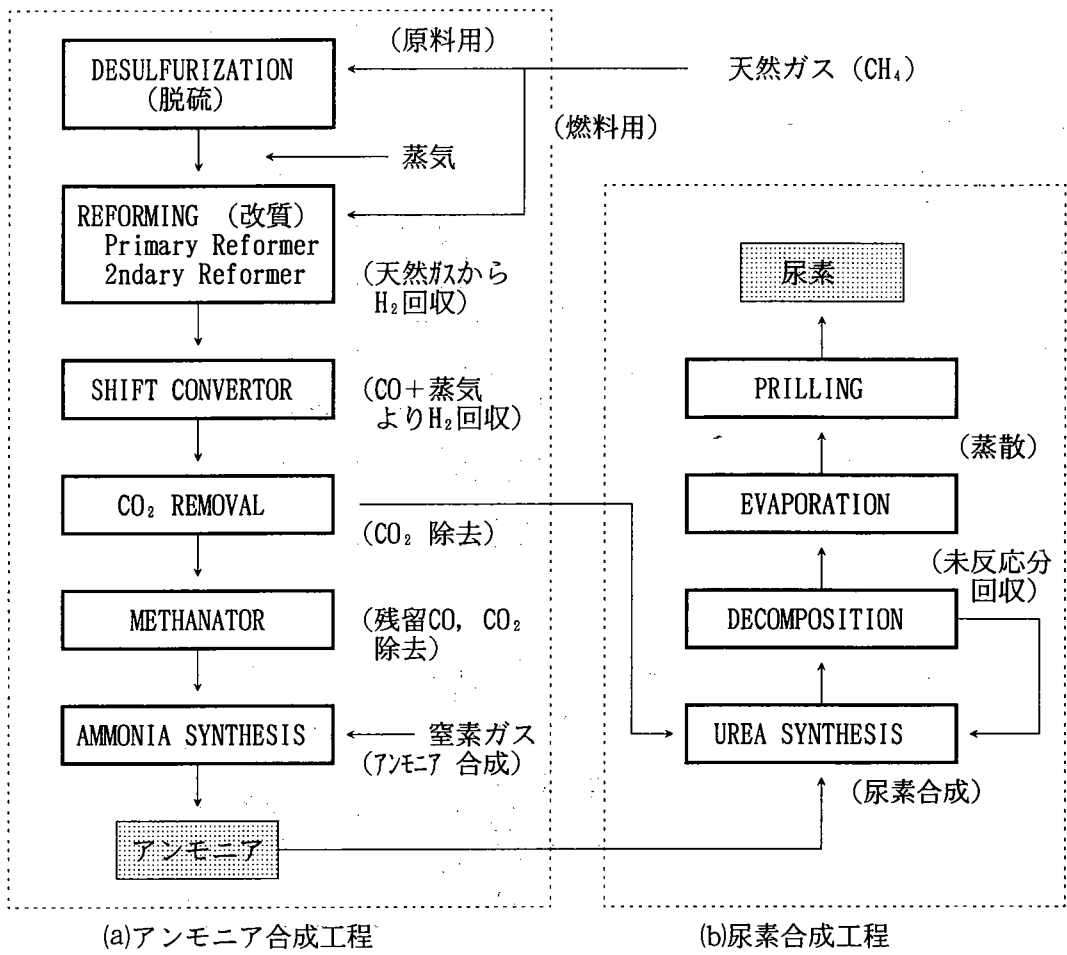 (原料用)
DESULFURIZATION
(脱硫)
天然ガス (CH₄)
(燃料用)
蒸気
REFORMING (改質)
Primary Reformer
2ndary Reformer
(天然ガスから
H₂回収)
SHIFT CONVERTOR
(CO+蒸気
よりH₂回収)
CO₂ REMOVAL
(CO₂ 除去)
METHANATOR
(残留CO, CO₂
除去)
AMMONIA SYNTHESIS
窒素ガス
(アンモニア 合成)
アンモニア
(a)アンモニア合成工程
尿素
PRILLING
(蒸散)
EVAPORATION
(未反応分
回収)
DECOMPOSITION
UREA SYNTHESIS
(尿素合成)
(b)尿素合成工程